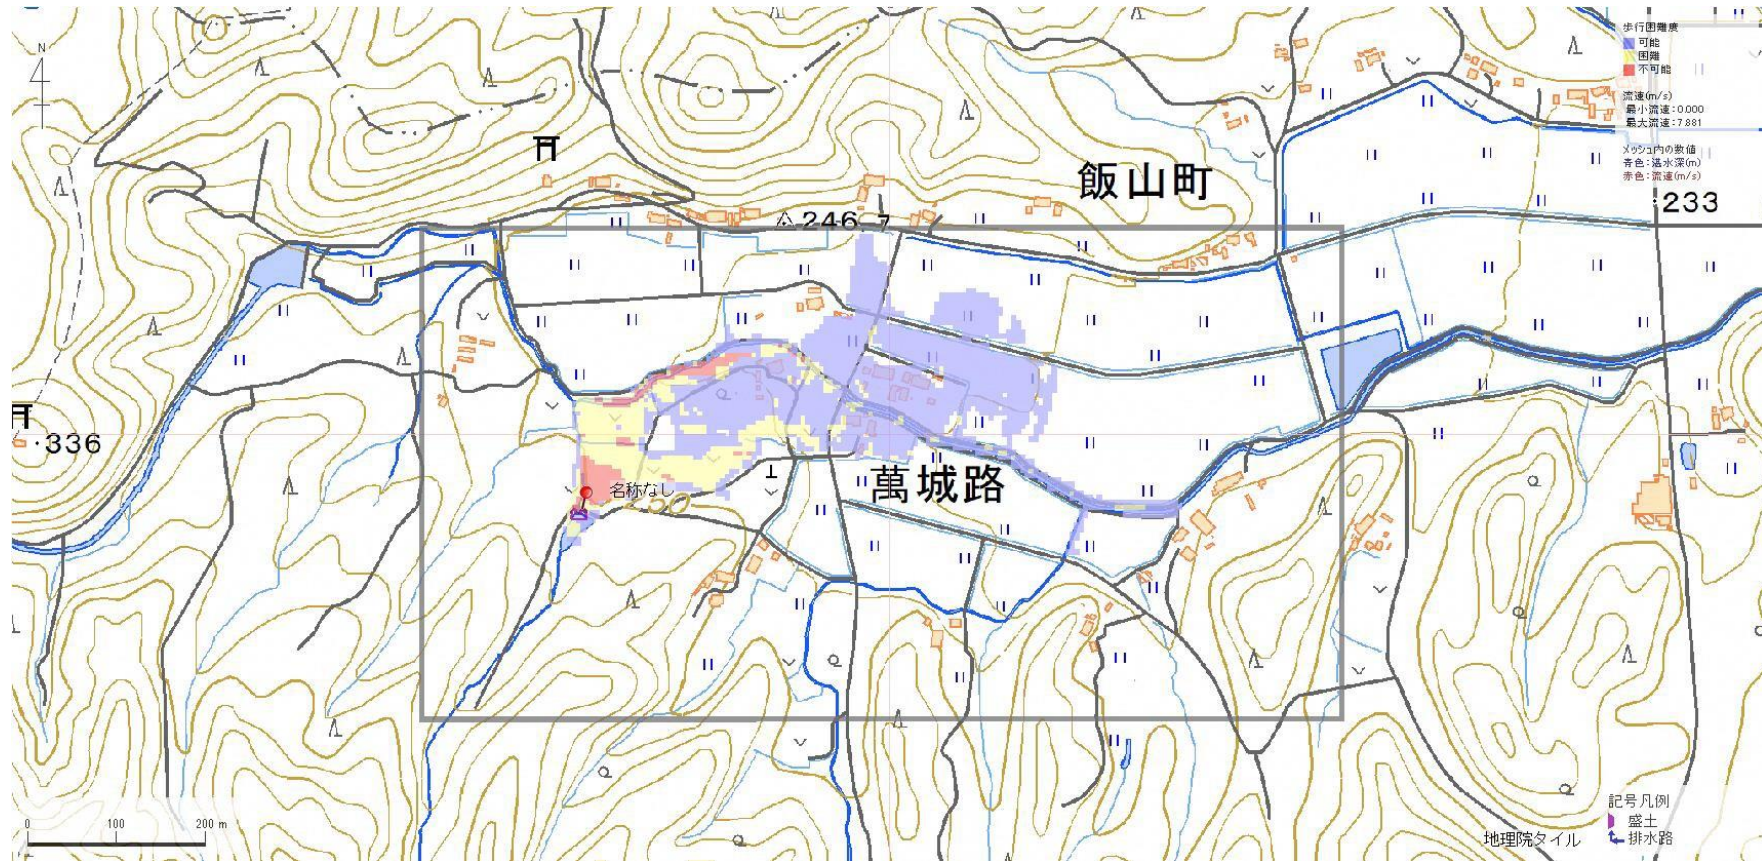 N
歩行困難度
可能
困難
不可能
流速(m/s)
最小流速:0.000
最大流速:7.881
メッシュ内の数値
青色:湛水深(m)
赤色:流速(m/s)
飯山町
233
246.7
336
萬城路
名称なし
0 100 200 m
記号凡例
盛土
排水路
地理院タイル